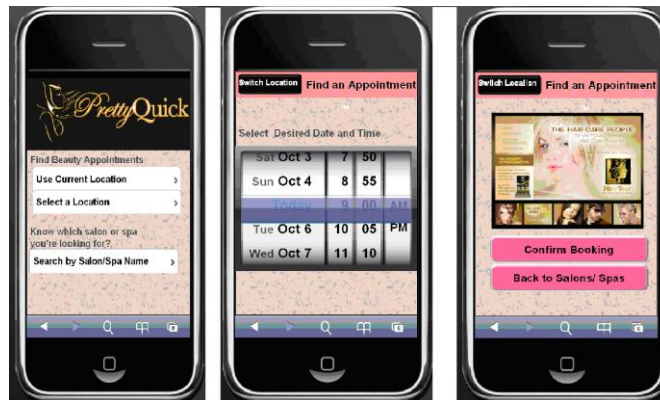 PrettyQuick
Find Beauty Appointments
Use Current Location
Select a Location
Know which salon or spa
you're looking for?
Search by Salon/Spa Name
Switch Location Find an Appointment
Select Desired Date and Time
Sat Oct 3 7 50
Sun Oct 4 8 55
Today 9 00 AM
Tue Oct 6 10 05 PM
Wed Oct 7 11 10
Switch Location Find an Appointment
THE HAIR CARE PEOPLE
Confirm Booking
Back to Salons/ Spas